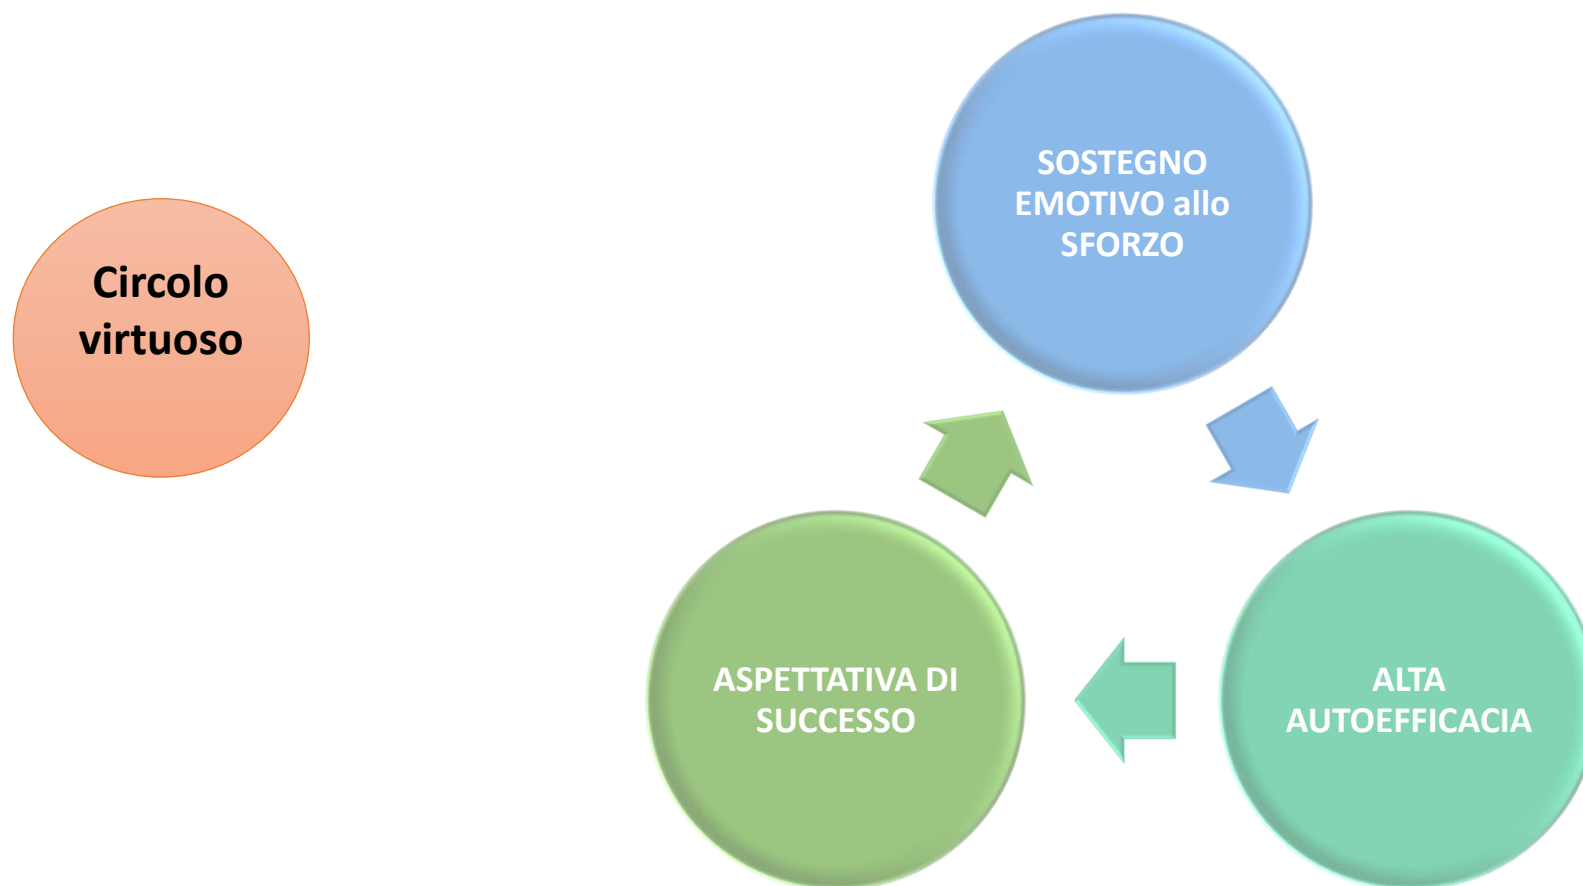 Circolo
virtuoso
SOSTEGNO
EMOTIVO allo
SFORZO
ALTA
AUTOEFFICACIA
ASPETTATIVA DI
SUCCESSO